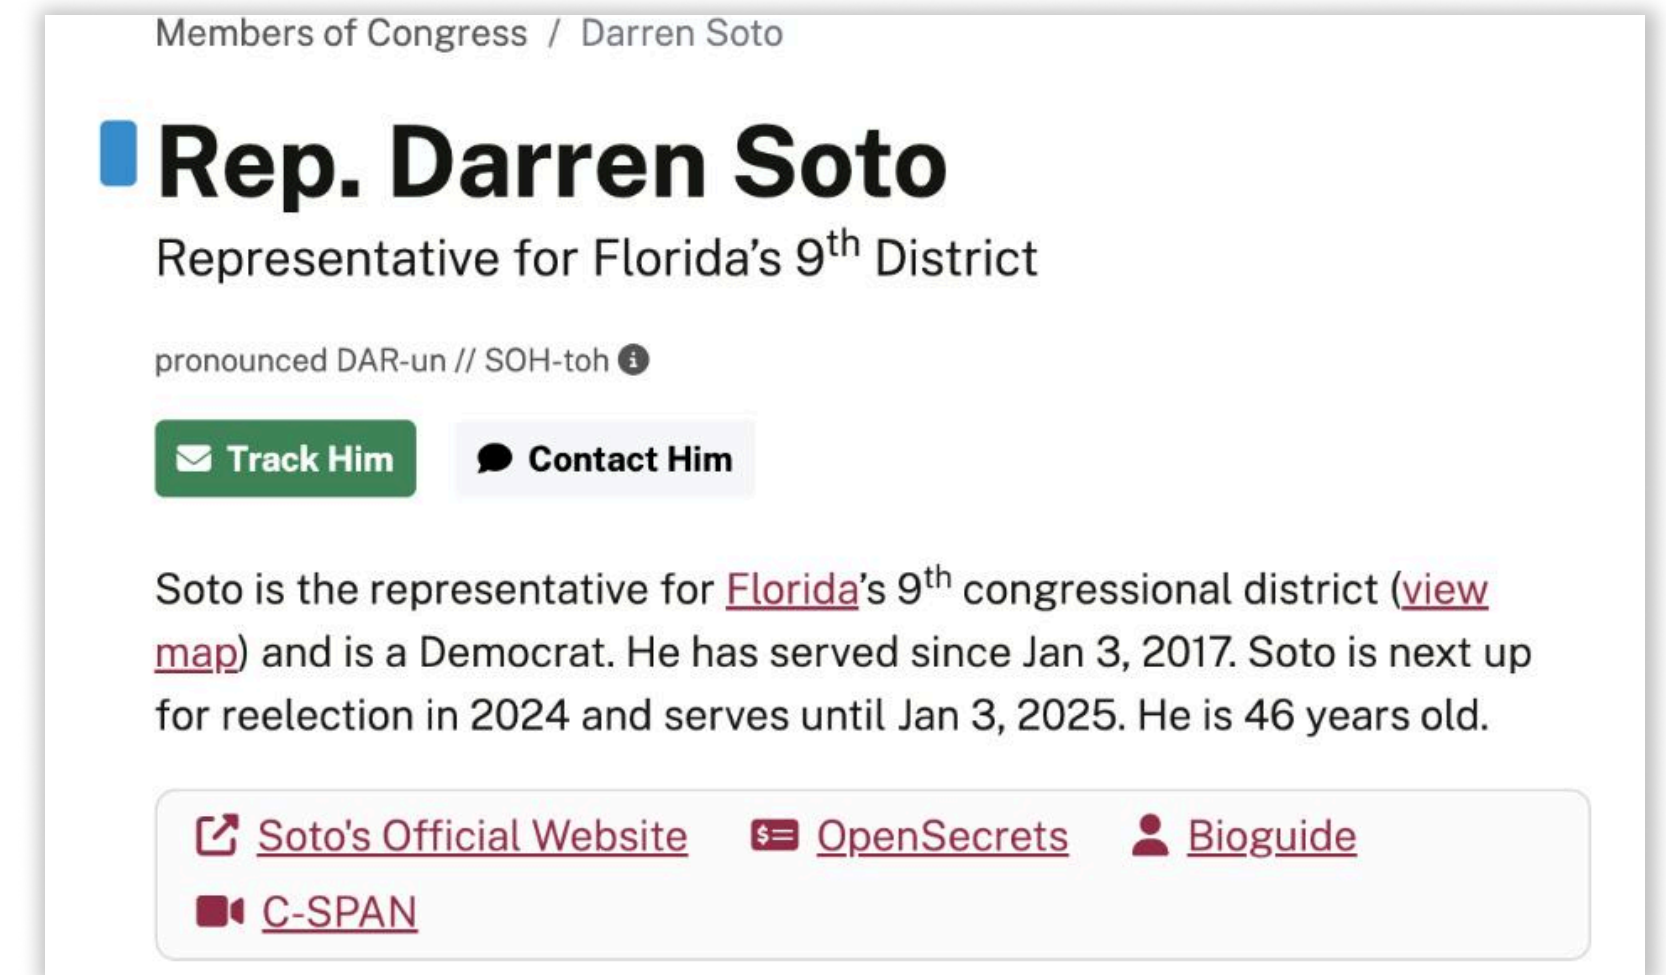 Members of Congress / Darren Soto
Rep. Darren Soto
Representative for Florida’s 9th District
pronounced DAR-un // SOH-toh
Track Him
Contact Him
Soto is the representative for Florida’s 9th congressional district (view
map) and is a Democrat. He has served since Jan 3, 2017. Soto is next up
for reelection in 2024 and serves until Jan 3, 2025. He is 46 years old.
Soto's Official Website
OpenSecrets
Bioguide
C-SPAN